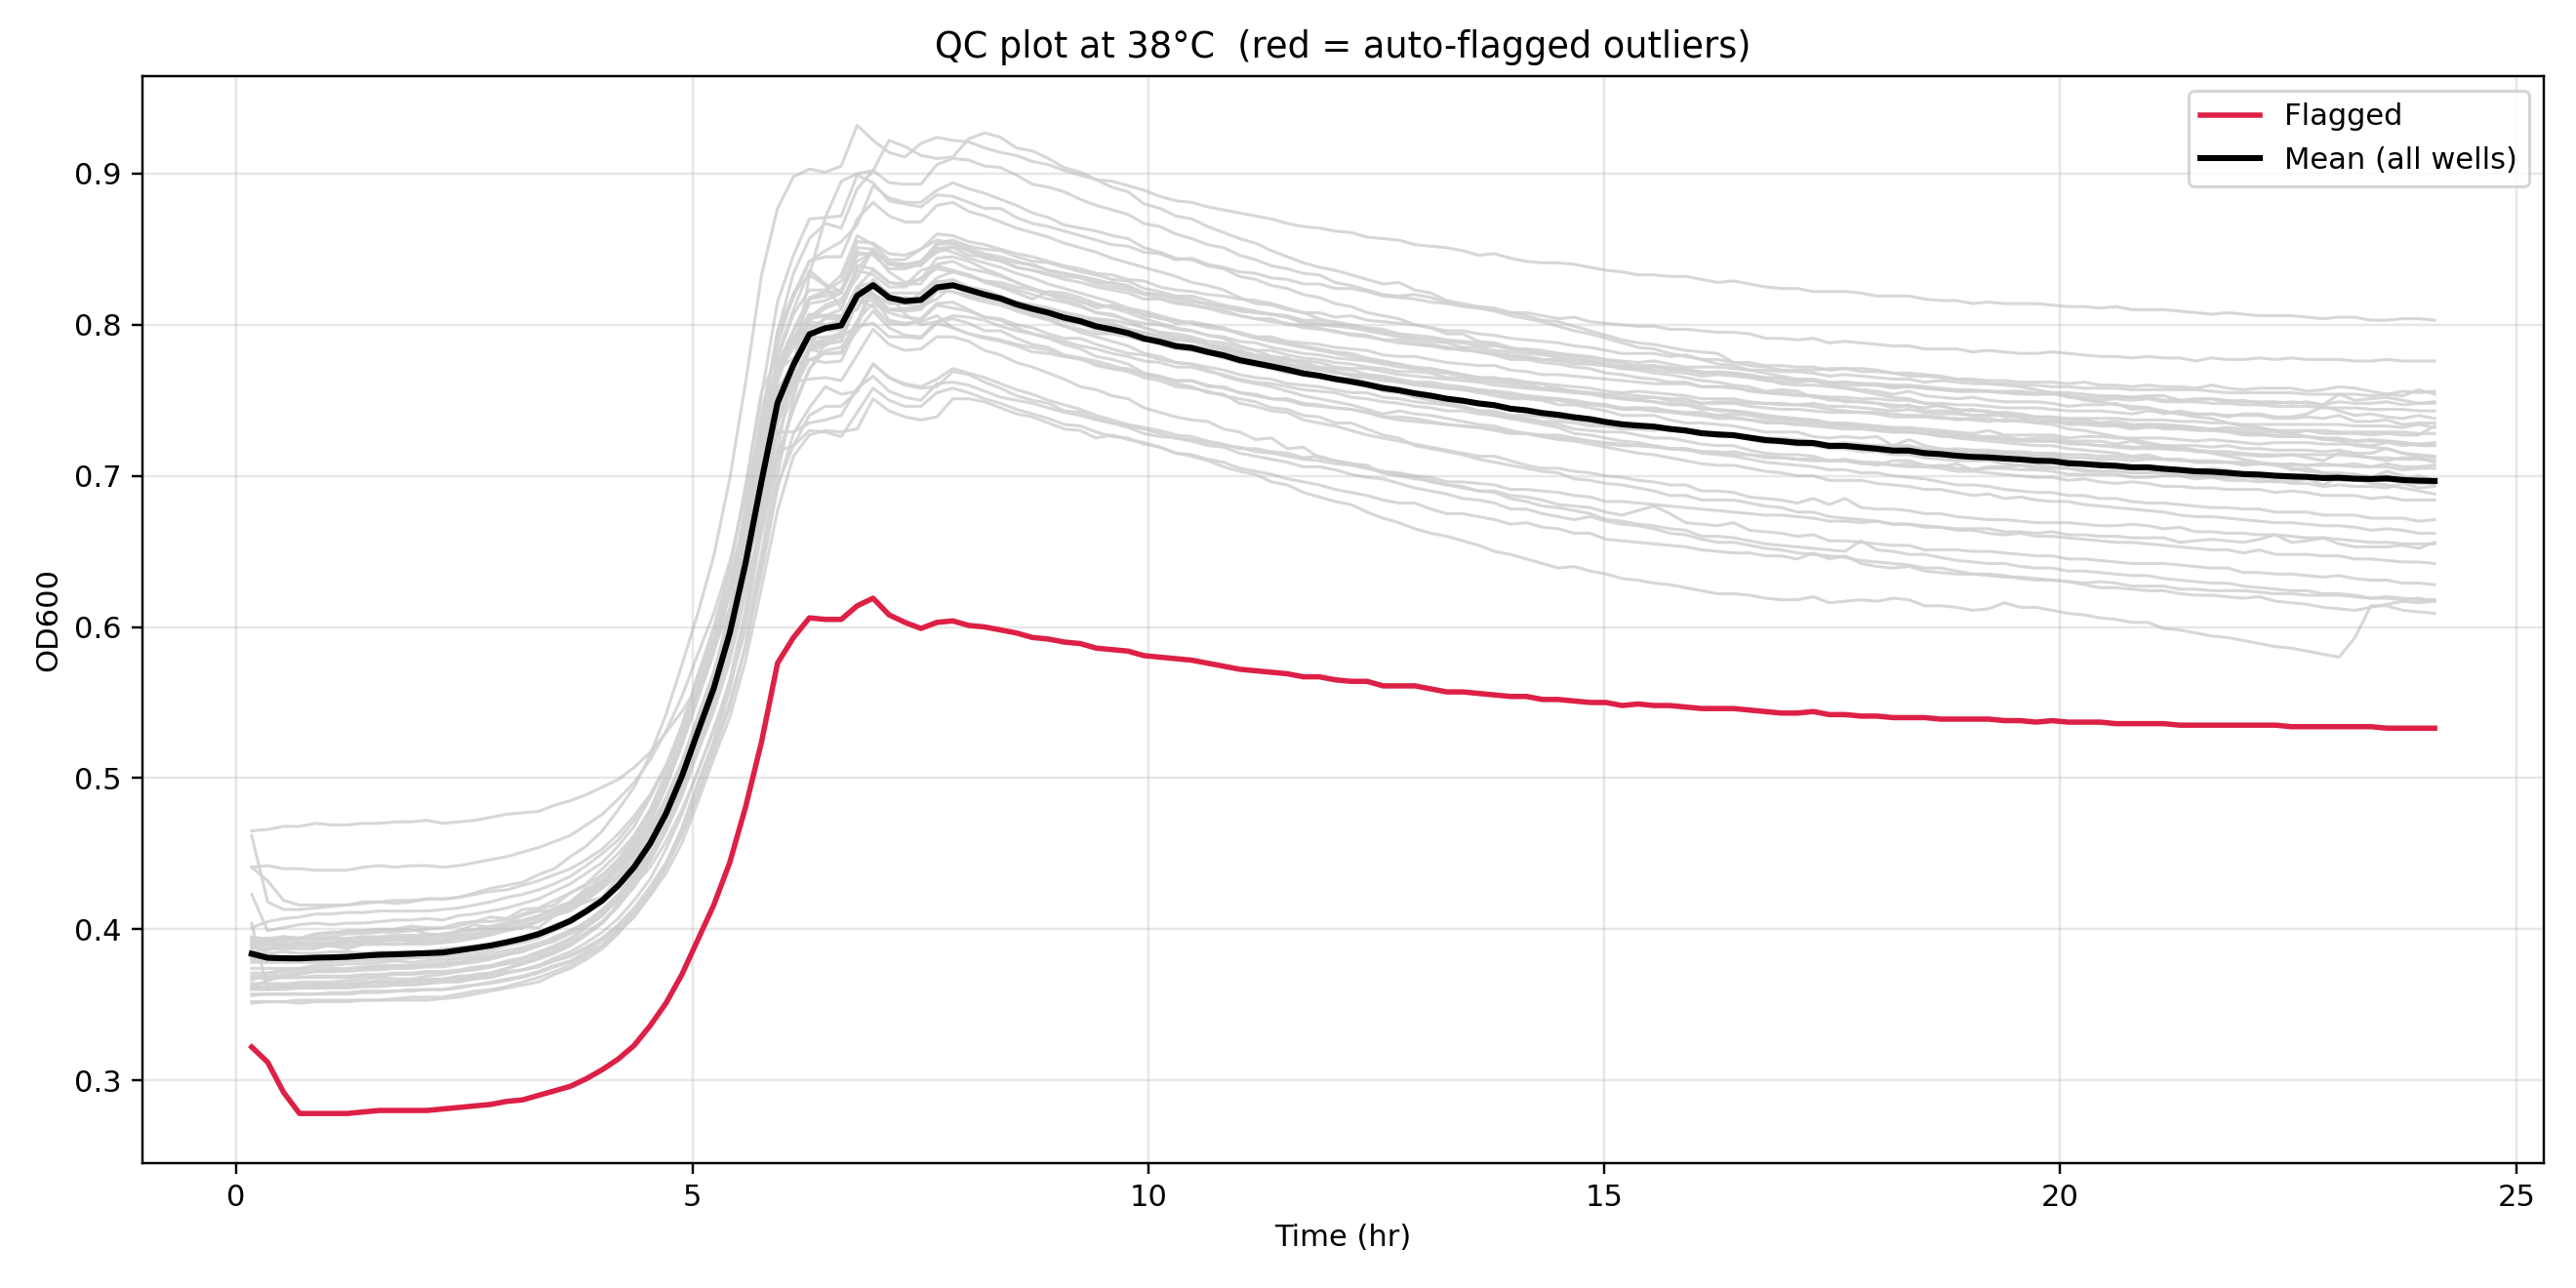 QC plot at 38°C  (red = auto-flagged outliers)
Flagged
Mean (all wells)
0.9
0.8
0.7
0.6
0.5
0.4
0.3
OD600
0
5
10
15
20
25
Time (hr)